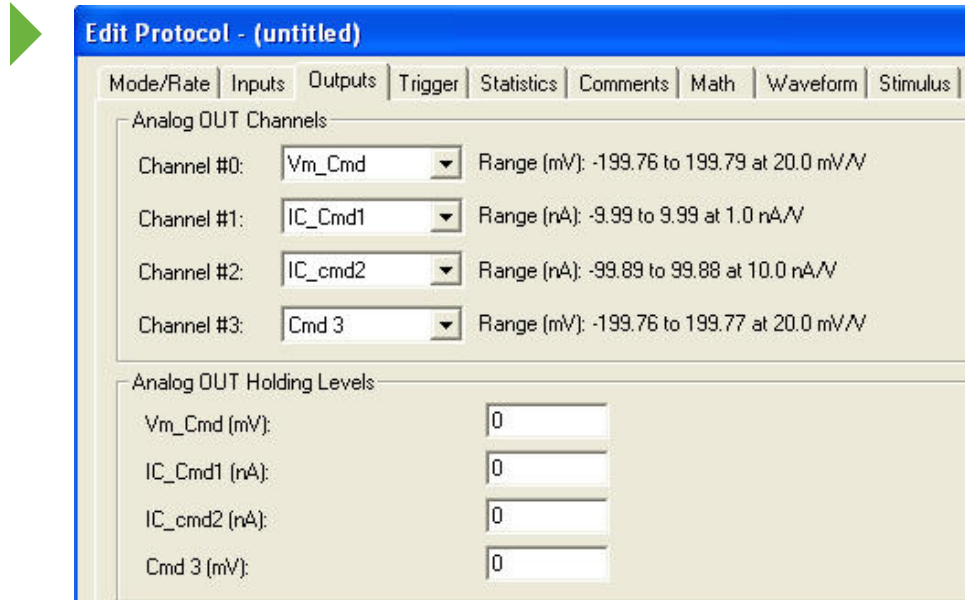 Edit Protocol - (untitled)
Mode/Rate Inputs Outputs Trigger Statistics Comments Math Waveform Stimulus
Analog OUT Channels
Channel #0: Vm_Cmd Range (mV): -199.76 to 199.79 at 20.0 mV/V
Channel #1: IC_Cmd1 Range (nA): -9.99 to 9.99 at 1.0 nA/V
Channel #2: IC_cmd2 Range (nA): -99.89 to 99.88 at 10.0 nA/V
Channel #3: Cmd 3 Range (mV): -199.76 to 199.77 at 20.0 mV/V
Analog OUT Holding Levels
Vm_Cmd (mV): 0
IC_Cmd1 (nA): 0
IC_cmd2 (nA): 0
Cmd 3 (mV): 0